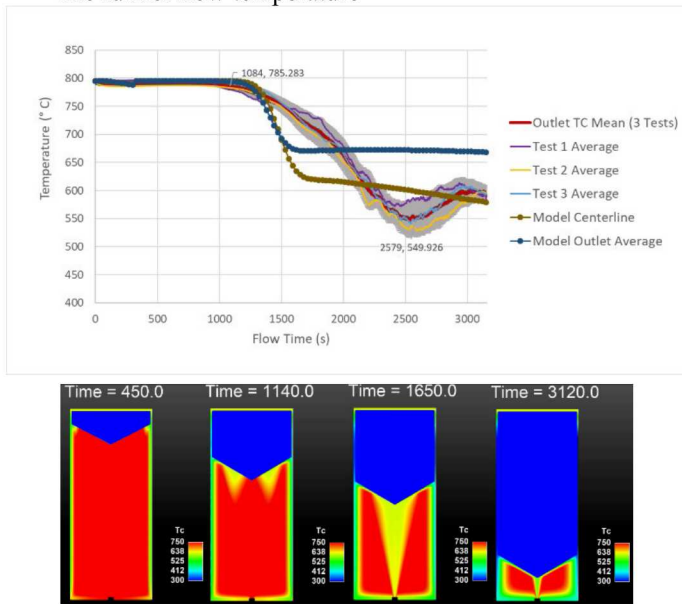 850
800
750
700
650
600
550
500
450
400
Temperature (° C)
1084, 785.283
2579, 549.926
0 500 1000 1500 2000 2500 3000
Flow Time (s)
Outlet TC Mean (3 Tests)
Test 1 Average
Test 2 Average
Test 3 Average
Model Centerline
Model Outlet Average
Time = 450.0
Tc
750
638
525
412
300
Time = 1140.0
Tc
750
638
525
412
300
Time = 1650.0
Tc
750
638
525
412
300
Time = 3120.0
Tc
750
638
525
412
300